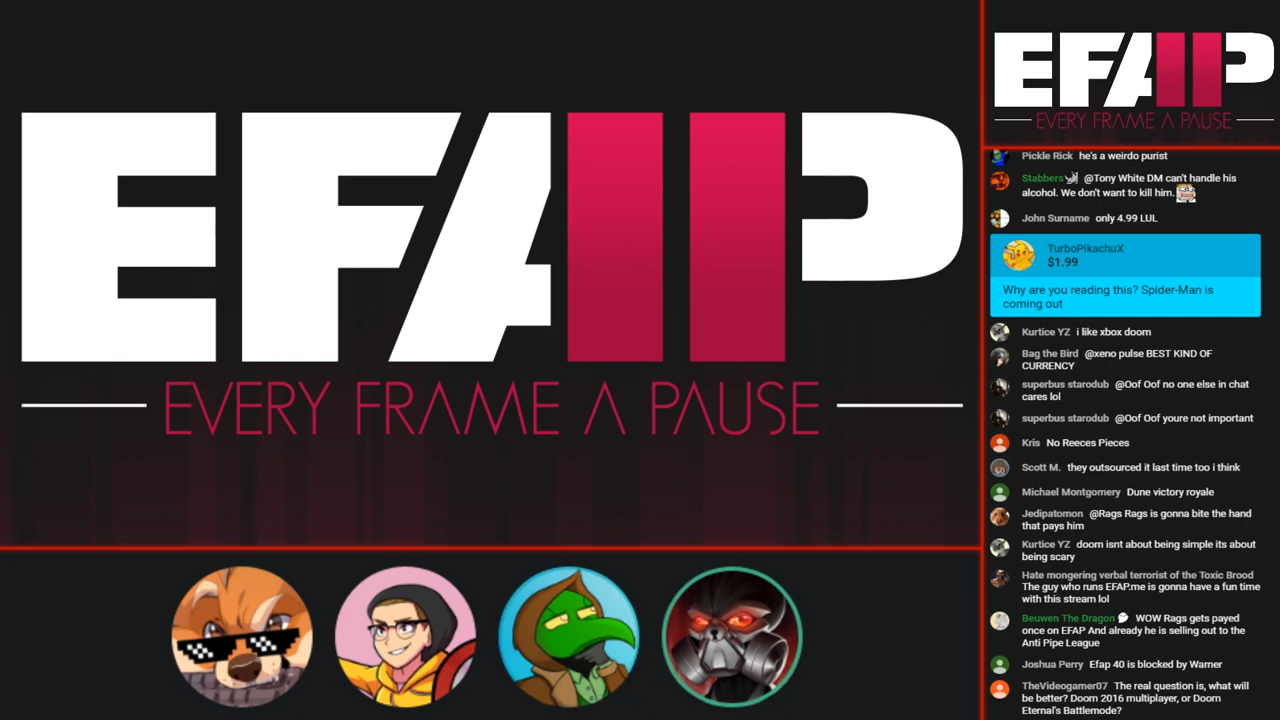 EFAP
EVERY FRAME A PAUSE
EFAP
EVERY FRAME A PAUSE
Pickle Rick he's a weirdo purist
Stabbers @Tony White DM can't handle his
alcohol. We don't want to kill him.
John Surname only 4.99 LUL
TurboPikachuX
$1.99
Why are you reading this? Spider-Man is
coming out
Kurtice YZ i like xbox doom
Bag the Bird @xeno pulse BEST KIND OF
CURRENCY
superbus starodub @Oof Oof no one else in chat
cares lol
superbus starodub @Oof Oof youre not important
Kris No Reeces Pieces
Scott M. they outsourced it last time too i think
Michael Montgomery Dune victory royale
Jedipatomon @Rags Rags is gonna bite the hand
that pays him
Kurtice YZ doom isnt about being simple its about
being scary
Hate mongering verbal terrorist of the Toxic Brood
The guy who runs EFAP.me is gonna have a fun time
with this stream lol
Beuwen The Dragon WOW Rags gets payed
once on EFAP And already he is selling out to the
Anti Pipe League
Joshua Perry Efap 40 is blocked by Warner
TheVideogamer07 The real question is, what will
be better? Doom 2016 multiplayer, or Doom
Eternal's Battlemode?